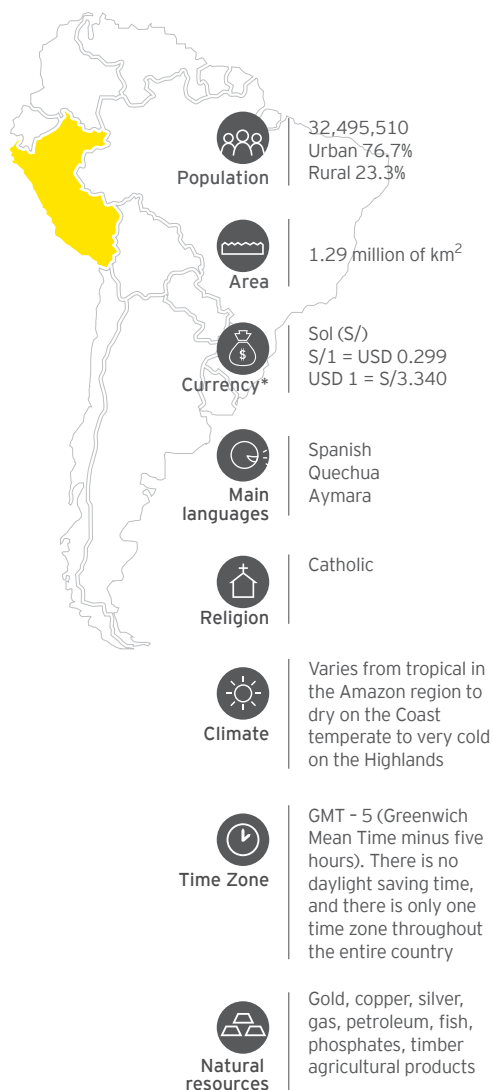 Population
32,495,510
Urban 76.7%
Rural 23.3%
Area
1.29 million of km²
$
Currency*
Sol (S/)
S/1 = USD 0.299
USD 1 = S/3.340
Main
languages
Spanish
Quechua
Aymara
Religion
Catholic
Climate
Varies from tropical in
the Amazon region to
dry on the Coast
temperate to very cold
on the Highlands
Time Zone
GMT – 5 (Greenwich
Mean Time minus five
hours). There is no
daylight saving time,
and there is only one
time zone throughout
the entire country
Natural
resources
Gold, copper, silver,
gas, petroleum, fish,
phosphates, timber
agricultural products